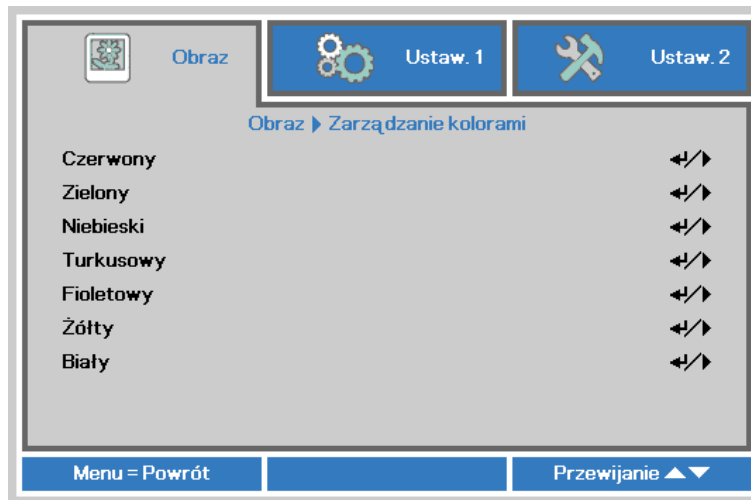 Obraz
Ustaw. 1
Ustaw. 2
Obraz ▶ Zarządzanie kolorami
Czerwony ↵/▶
Zielony ↵/▶
Niebieski ↵/▶
Turkusowy ↵/▶
Fioletowy ↵/▶
Żółty ↵/▶
Biały ↵/▶
Menu = Powrót
Przewijanie ▲▼